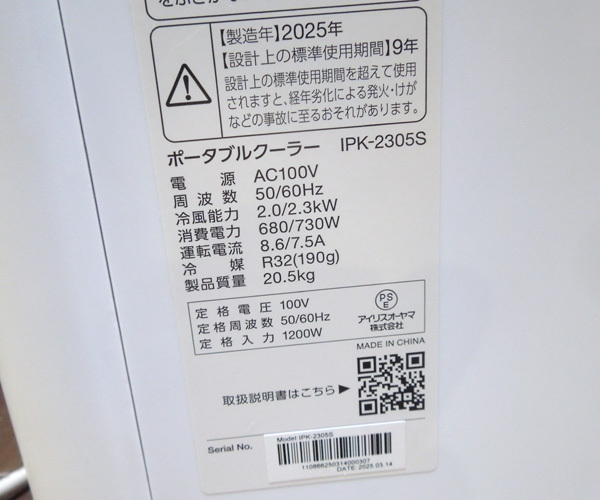 【製造年】2025年
【設計上の標準使用期間】9年
設計上の標準使用期間を超えて使用
されますと、経年劣化による発火・けが
などの事故に至るおそれがあります。
ポータブルクーラー IPK-2305S
電源 AC100V
周波数 50/60Hz
冷風能力 2.0/2.3kW
消費電力 680/730W
運転電流 8.6/7.5A
冷媒 R32(190g)
製品質量 20.5kg
定格電圧 100V
定格周波数 50/60Hz
定格入力 1200W
PS
E
アイリスオーヤマ
株式会社
MADE IN CHINA
取扱説明書はこちら
Serial No.
Model: IPK-2305S
110866250314000307
DATE: 2025.03.14